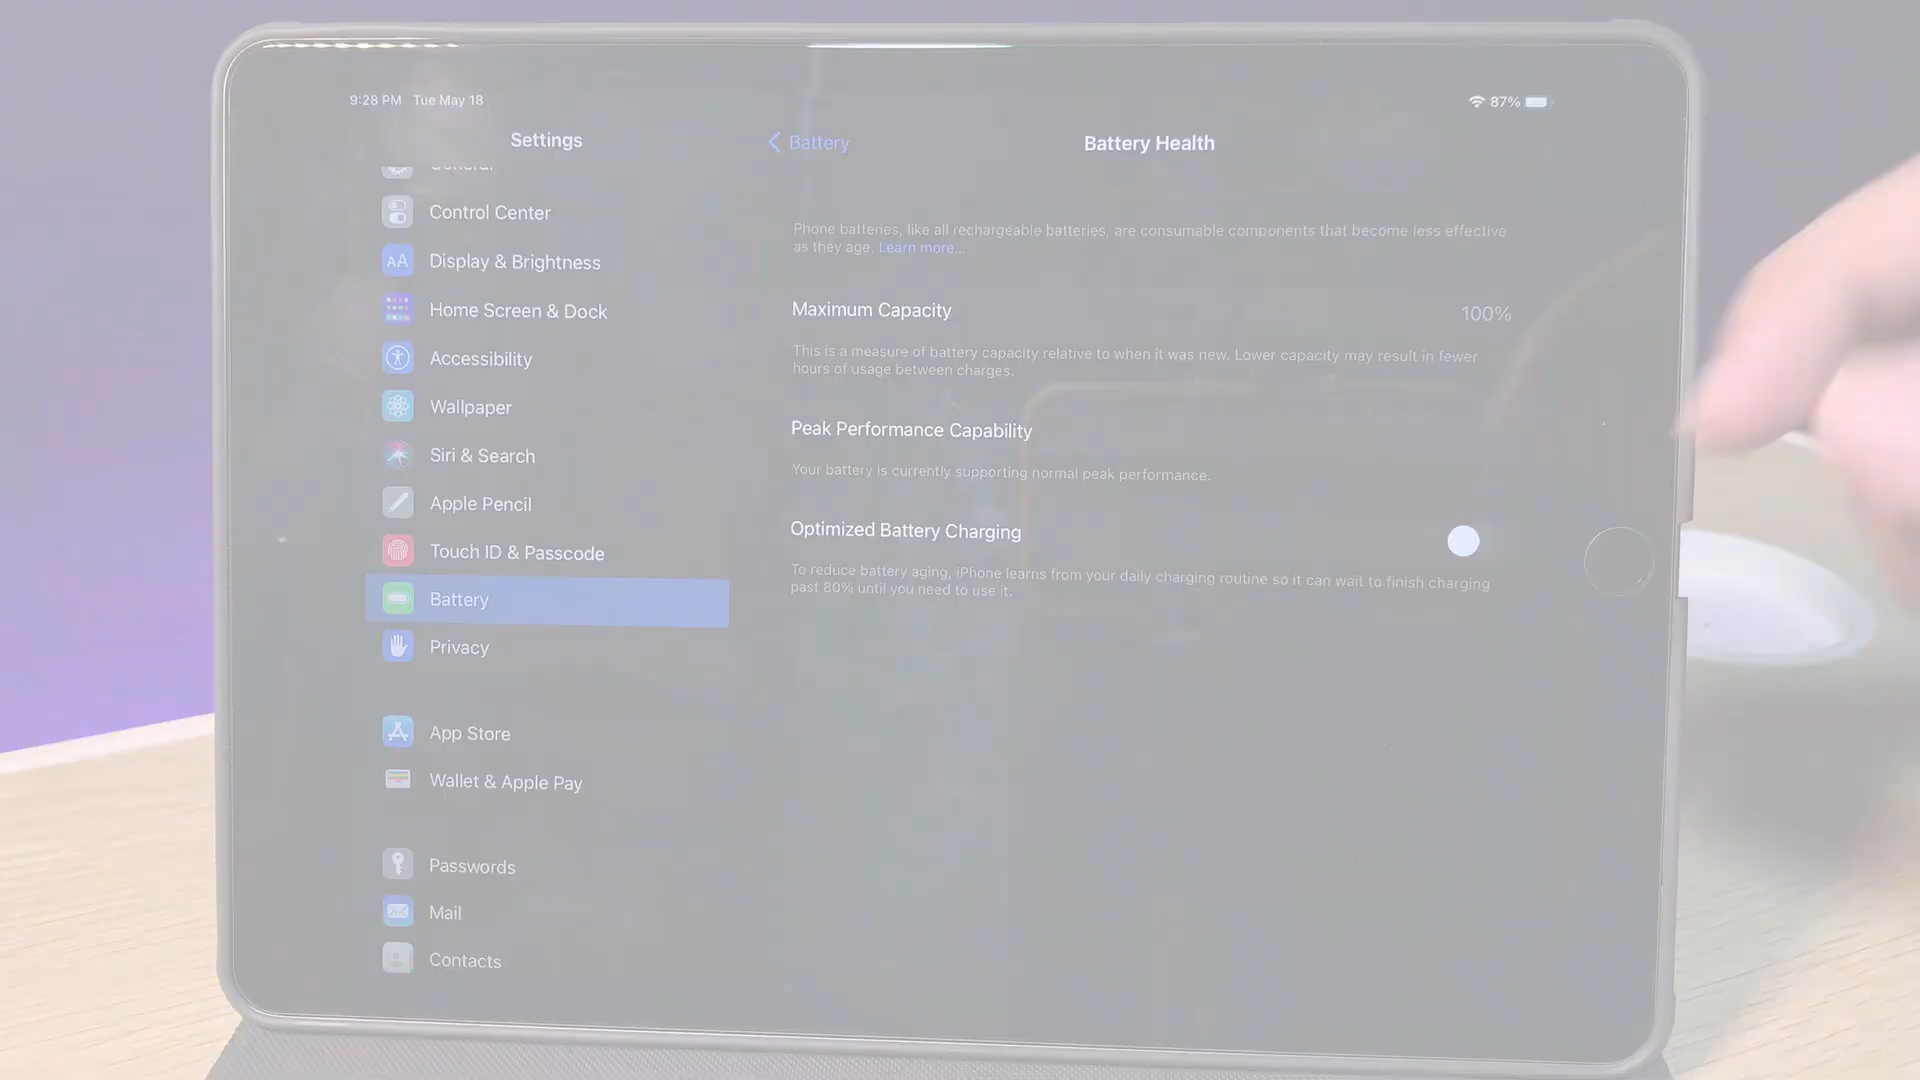 9:28 PM Tue May 18
87%
Settings
General
Control Center
Display & Brightness
Home Screen & Dock
Accessibility
Wallpaper
Siri & Search
Apple Pencil
Touch ID & Passcode
Battery
Privacy
App Store
Wallet & Apple Pay
Passwords
Mail
Contacts
Battery
Battery Health
Phone batteries, like all rechargeable batteries, are consumable components that become less effective
as they age. Learn more...
Maximum Capacity
100%
This is a measure of battery capacity relative to when it was new. Lower capacity may result in fewer
hours of usage between charges.
Peak Performance Capability
Your battery is currently supporting normal peak performance.
Optimized Battery Charging
To reduce battery aging, iPhone learns from your daily charging routine so it can wait to finish charging
past 80% until you need to use it.